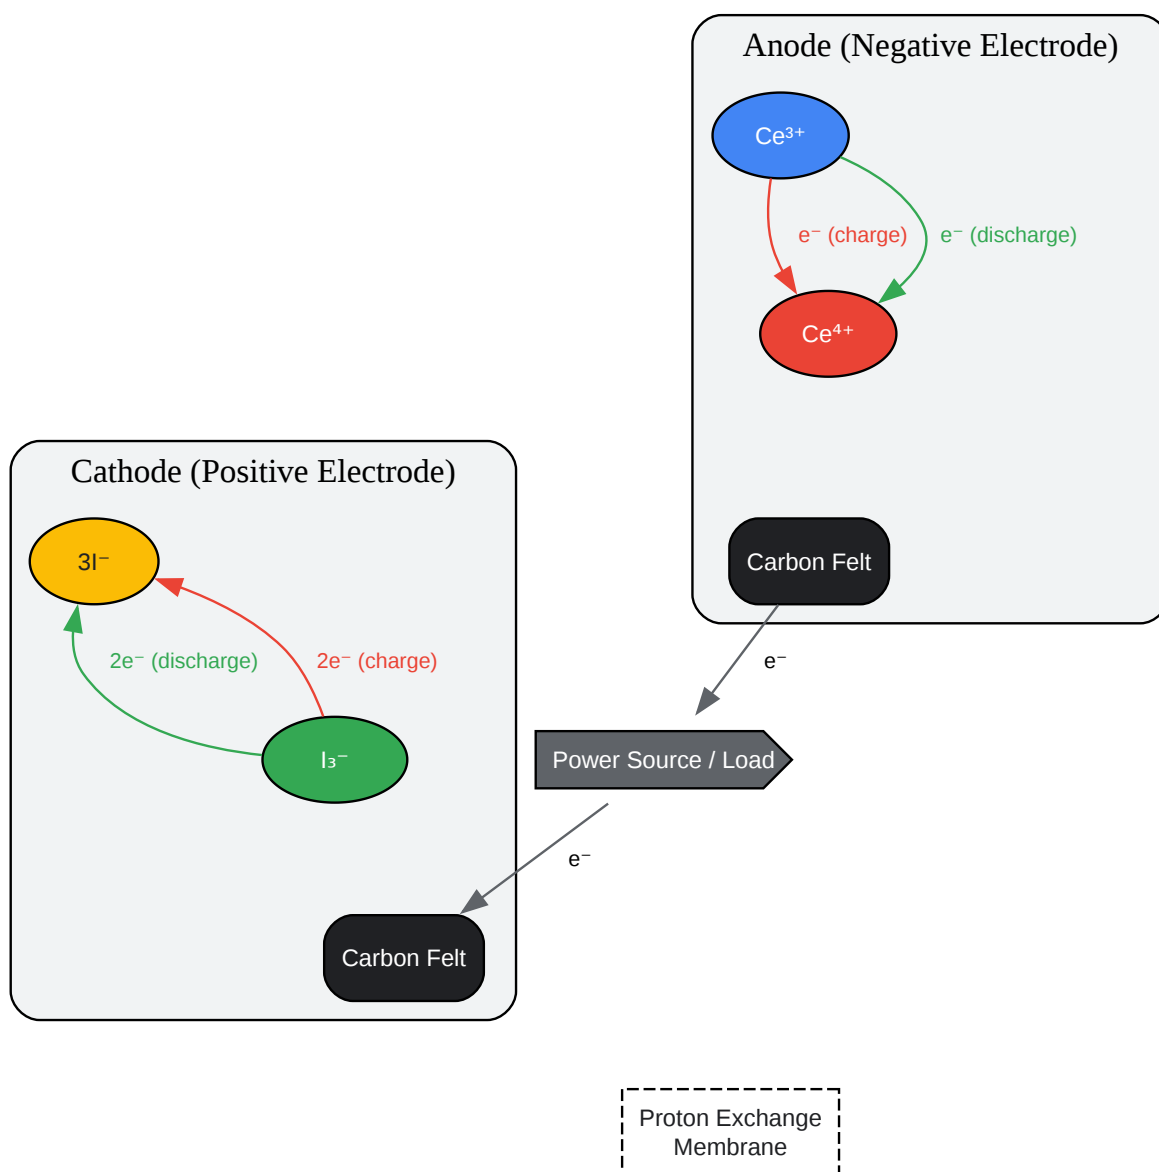 Anode (Negative Electrode)
Ce³⁺
e⁻ (charge)
e⁻ (discharge)
Ce⁴⁺
Cathode (Positive Electrode)
3I⁻
Carbon Felt
2e⁻ (discharge)
2e⁻ (charge)
e⁻
I₃⁻
Power Source / Load
e⁻
Carbon Felt
Proton Exchange
Membrane